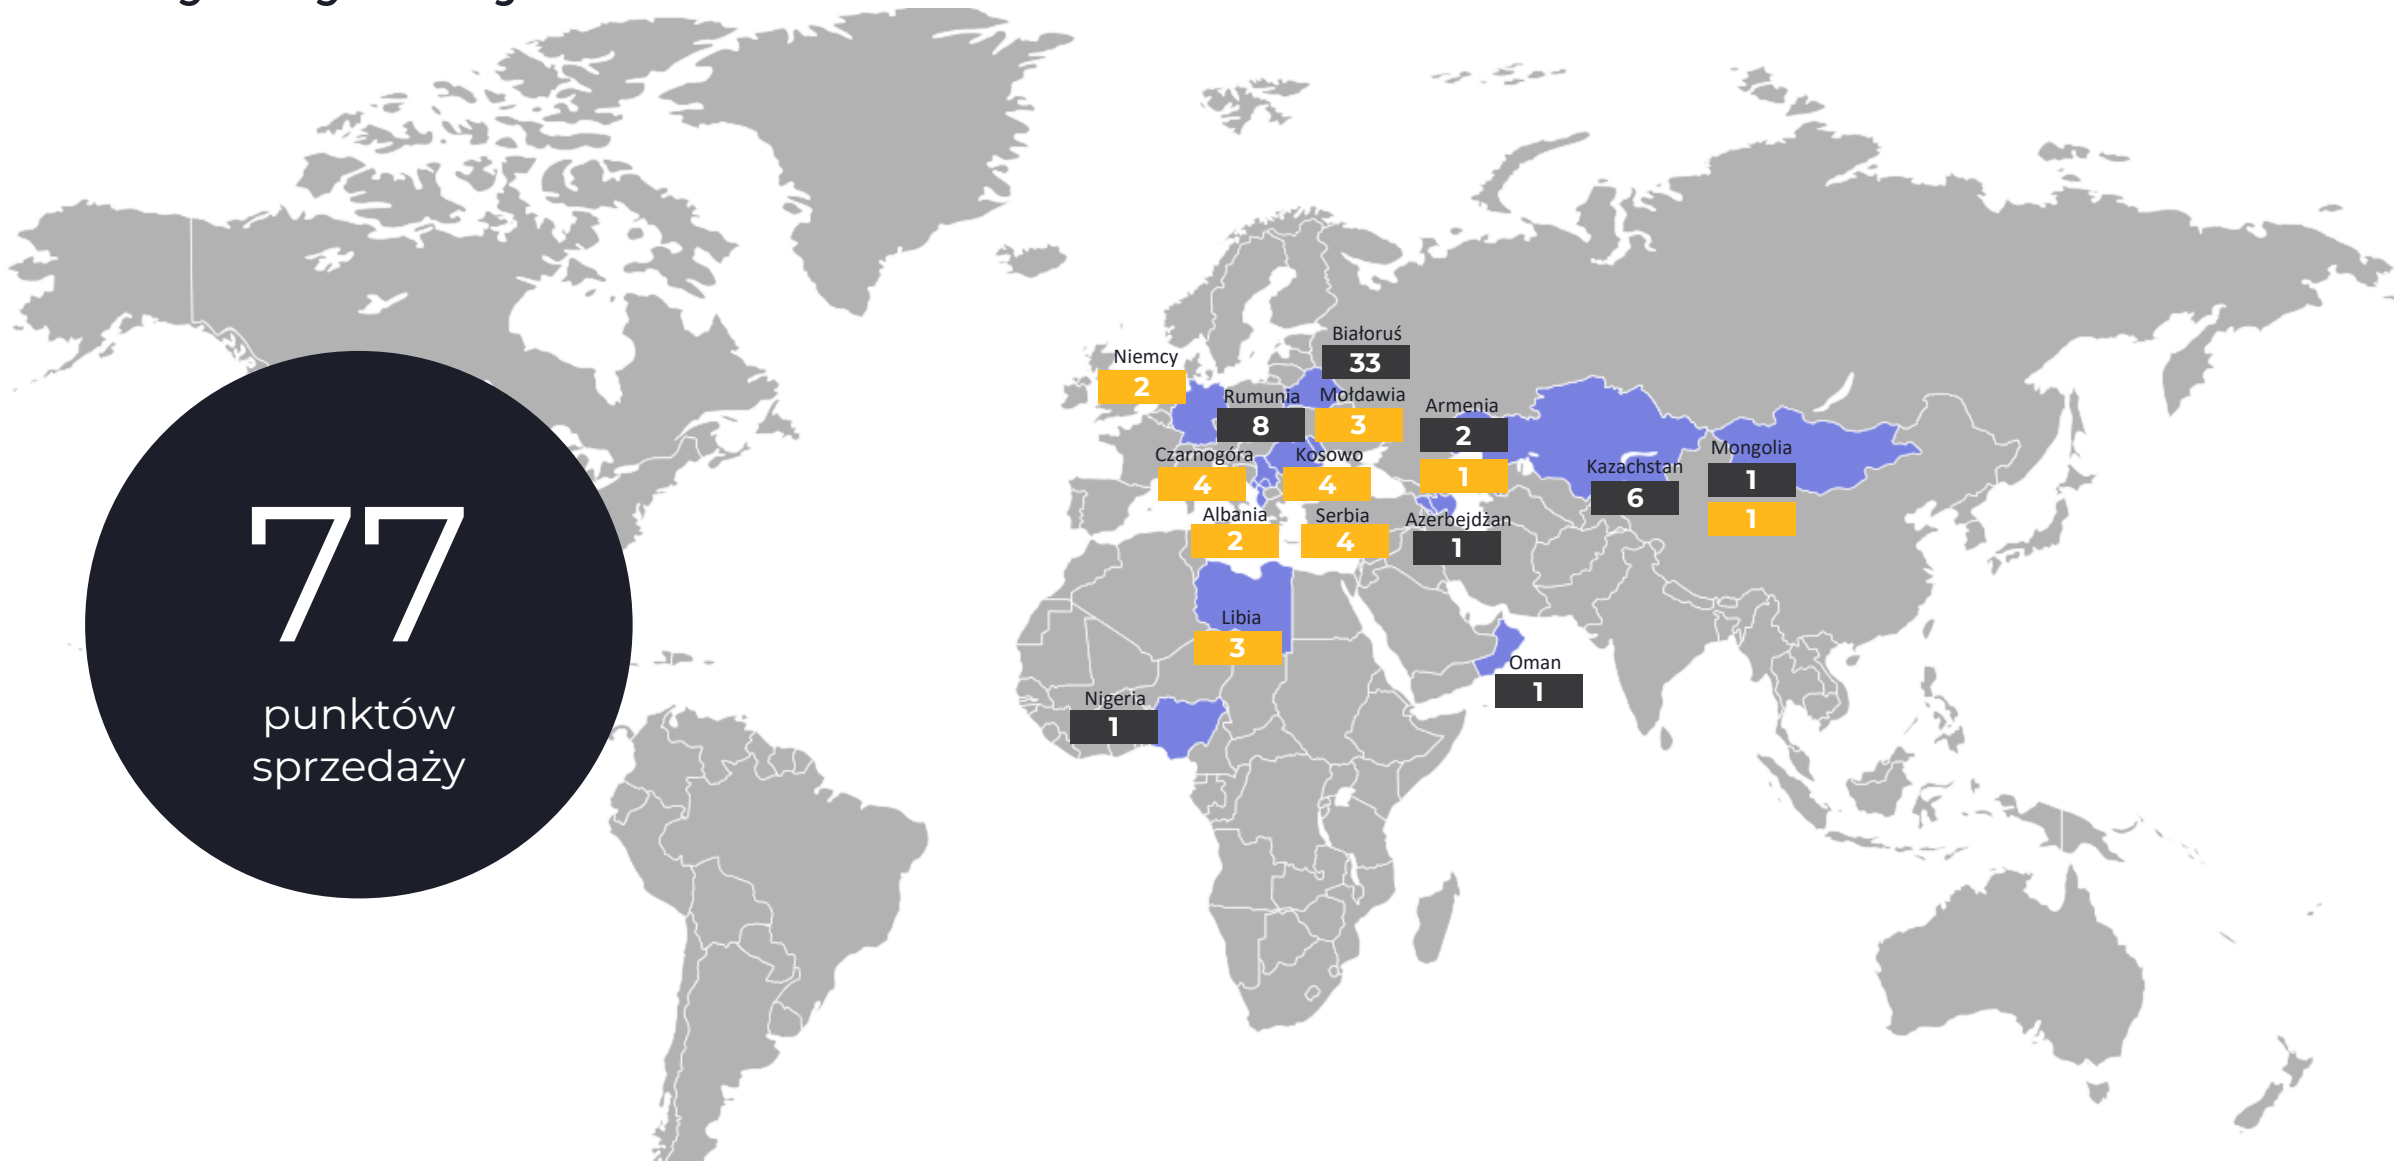 Białoruś
33
Niemcy
2
Rumunia
8
Mołdawia
3
Armenia
2
1
Czarnogóra
4
Kosowo
4
Kazachstan
6
Mongolia
1
1
Albania
2
Serbia
4
Azerbejdżan
1
77
punktów
sprzedaży
Libia
3
Oman
1
Nigeria
1